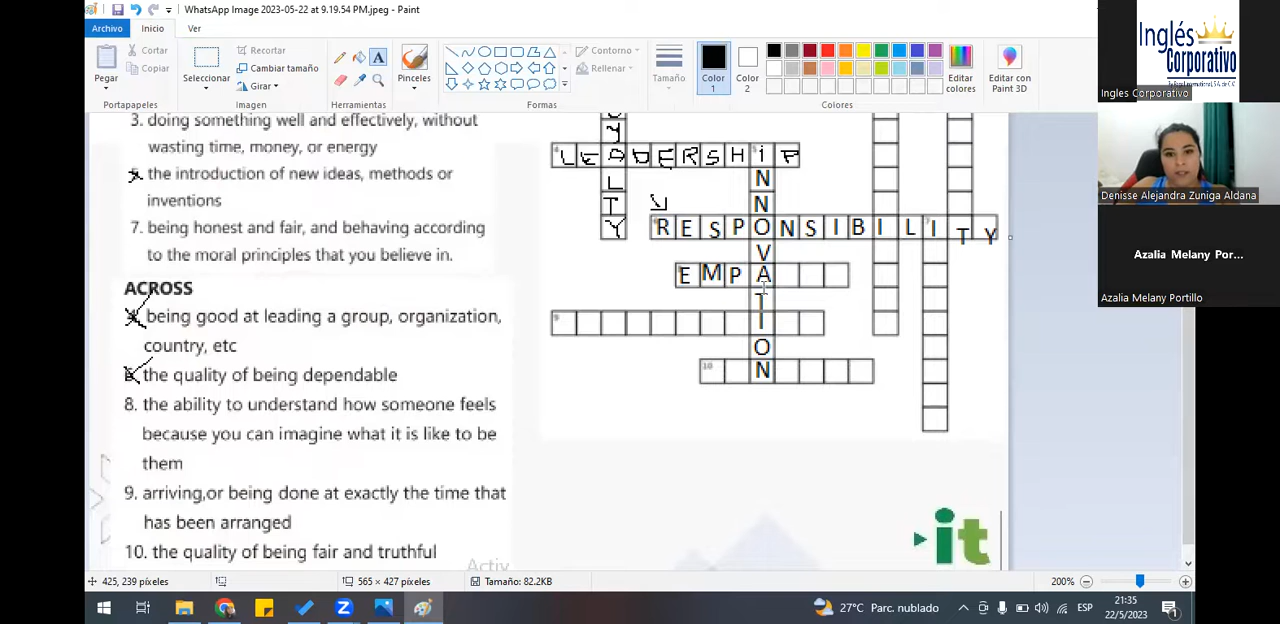 WhatsApp Image 2023-05-22 at 9.19.54 PM.jpeg - Paint
Archivo
Inicio
Ver
Pegar
Cortar
Copiar
Portapapeles
Seleccionar
Recortar
Cambiar tamaño
Girar
Imagen
Herramientas
Pinceles
Contorno
Rellenar
Formas
Tamaño
Color
1
Color
2
Editar
colores
Editar con
Paint 3D
Colores
Inglés
Corporativo
Ingles Corporativo
Denisse Alejandra Zuniga Aldana
Azalia Melany Por...
Azalia Melany Portillo
3. doing something well and effectively, without
wasting time, money, or energy
the introduction of new ideas, methods or
inventions
7. being honest and fair, and behaving according
to the moral principles that you believe in.
ACROSS
being good at leading a group, organization,
country, etc
the quality of being dependable
8. the ability to understand how someone feels
because you can imagine what it is like to be
them
9. arriving,or being done at exactly the time that
has been arranged
10. the quality of being fair and truthful
LEADERSHiP
YALTY
INNOVATION
RESPONSIBILITY
EMPA
9
10
it
Activ
425, 239 píxeles
565 × 427 píxeles
Tamaño: 82.2KB
200%
27°C Parc. nublado
ESP
21:35
22/5/2023
1